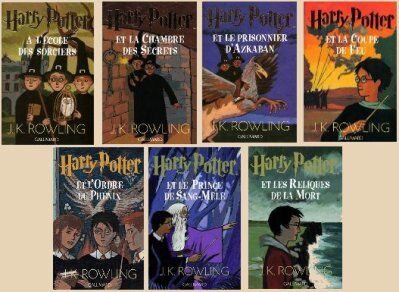 Harry Potter
A L'ÉCOLE
DES SORCIERS
J. K. ROWLING
GALLIMARD
Harry Potter
ET LA CHAMBRE
DES SECRETS
J. K. ROWLING
GALLIMARD
Harry Potter
ET LE PRISONNIER
D'AZKABAN
J. K. ROWLING
GALLIMARD
Harry Potter
ET LA COUPE
DE FEU
J. K. ROWLING
GALLIMARD
Harry Potter
ET L'ORDRE
DU PHÉNIX
J. K. ROWLING
GALLIMARD
Harry Potter
ET LE PRINCE
DE SANG-MÊLÉ
J. K. ROWLING
GALLIMARD
Harry Potter
ET LES RELIQUES
DE LA MORT
J. K. ROWLING
GALLIMARD